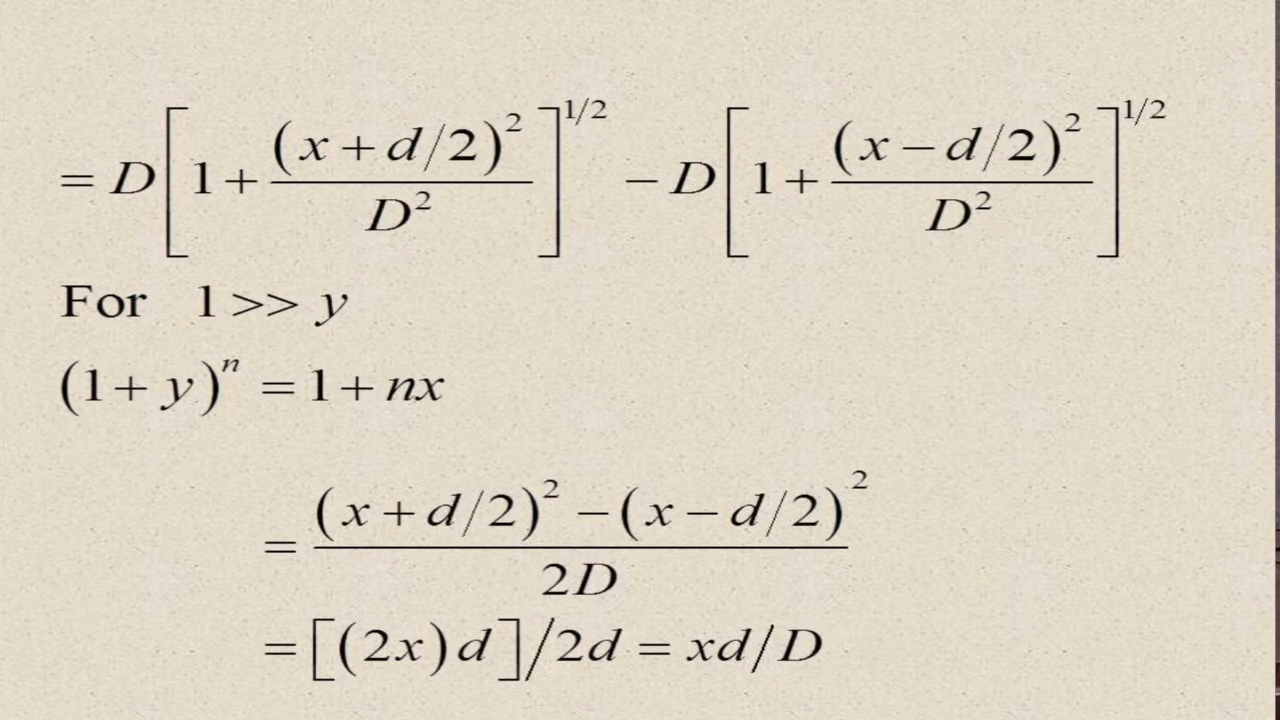 = D[1 + (x + d/2)² / D²]^1/2 − D[1 + (x − d/2)² / D²]^1/2
For 1 >> y
(1 + y)ⁿ = 1 + nx
= (x + d/2)² − (x − d/2)² / 2D
= [(2x)d]/2d = xd/D